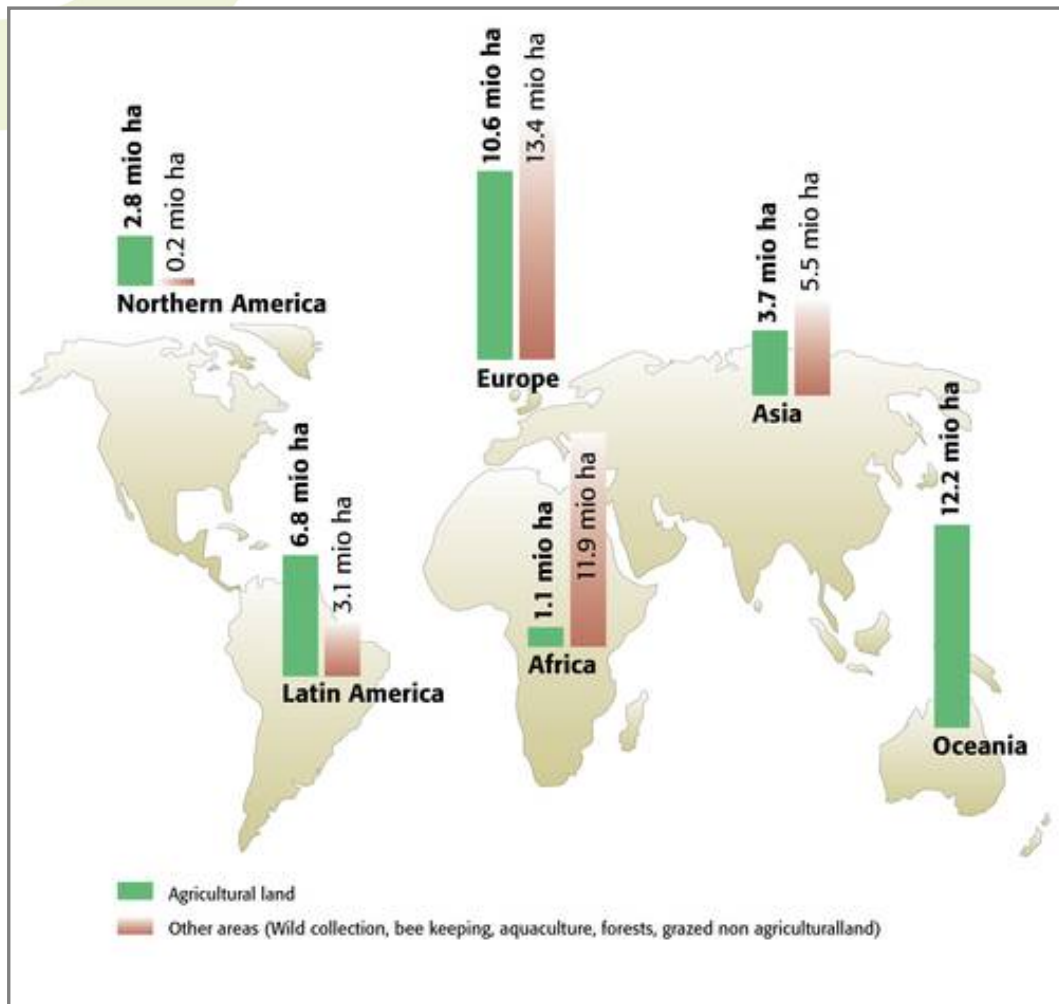 2.8 mio ha
0.2 mio ha
Northern America
10.6 mio ha
13.4 mio ha
Europe
3.7 mio ha
5.5 mio ha
Asia
12.2 mio ha
Oceania
6.8 mio ha
3.1 mio ha
Latin America
1.1 mio ha
11.9 mio ha
Africa
Agricultural land
Other areas (Wild collection, bee keeping, aquaculture, forests, grazed non agriculturalland)